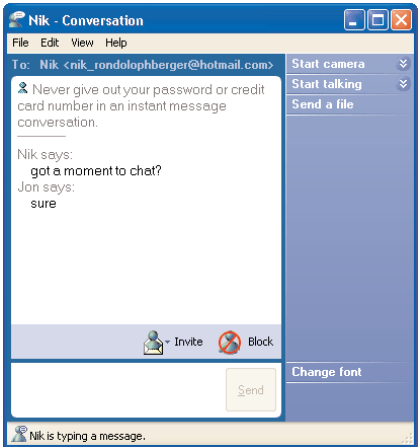 Nik - Conversation
File Edit View Help
To: Nik <nik_rondolophberger@hotmail.com>
Never give out your password or credit
card number in an instant message
conversation.
Nik says:
got a moment to chat?
Jon says:
sure
Invite Block
Send
Start camera
Start talking
Send a file
Change font
Nik is typing a message.